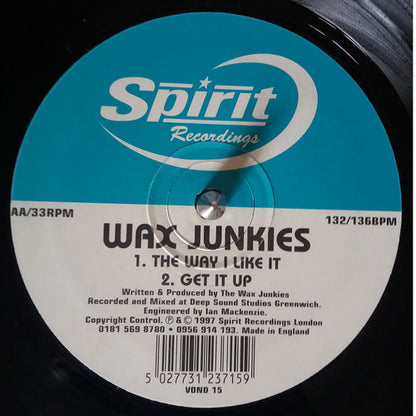 Spirit
Recordings
AA/33RPM
132/136BPM
WAX JUNKIES
1. THE WAY I LIKE IT
2. GET IT UP
Written & Produced by The Wax Junkies
Recorded and Mixed at Deep Sound Studios Greenwich.
Engineered by Ian Mackenzie.
Copyright Control. ℗ & © 1997 Spirit Recordings London
0181 569 8780 • 0956 914 193. Made in England
5 027731 237159
VOND 15